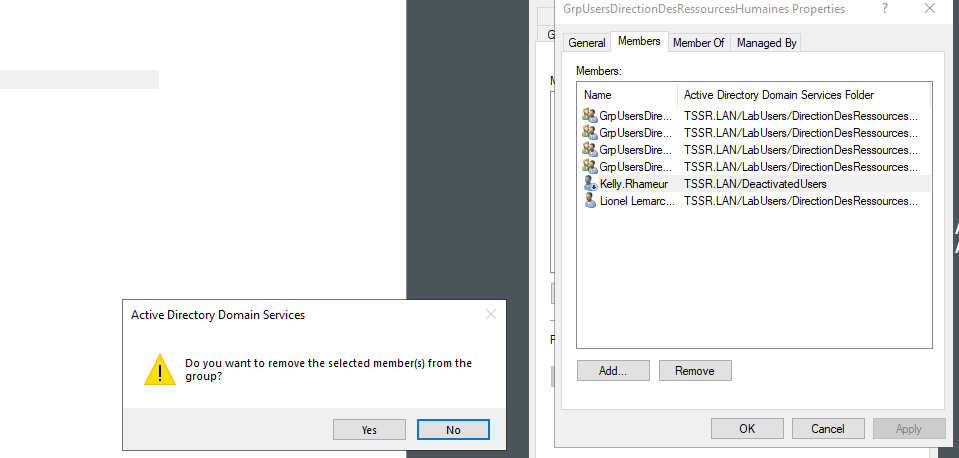 GrpUsersDirectionDesRessourcesHumaines Properties
?
General
Members
Member Of
Managed By
Members:
Name
Active Directory Domain Services Folder
GrpUsersDire...
TSSR.LAN/LabUsers/DirectionDesRessources...
GrpUsersDire...
TSSR.LAN/LabUsers/DirectionDesRessources...
GrpUsersDire...
TSSR.LAN/LabUsers/DirectionDesRessources...
GrpUsersDire...
TSSR.LAN/LabUsers/DirectionDesRessources...
Kelly.Rhameur
TSSR.LAN/DeactivatedUsers
Lionel Lemarc...
TSSR.LAN/LabUsers/DirectionDesRessources...
Add...
Remove
OK
Cancel
Apply
Active Directory Domain Services
Do you want to remove the selected member(s) from the
group?
Yes
No